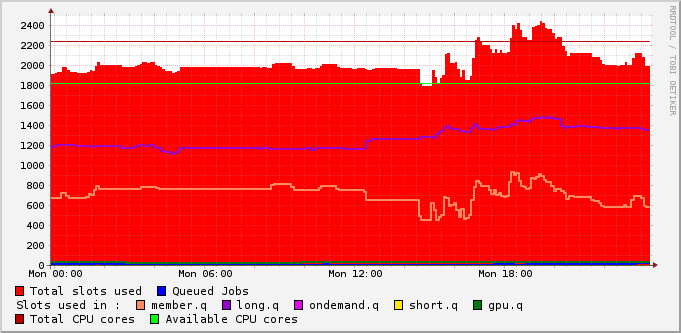 2400
2200
2000
1800
1600
1400
1200
1000
800
600
400
200
0
Mon 00:00 Mon 06:00 Mon 12:00 Mon 18:00
RRDTOOL / TOBI OETIKER
Total slots used Queued Jobs
Slots used in : member.q long.q ondemand.q short.q gpu.q
Total CPU cores Available CPU cores